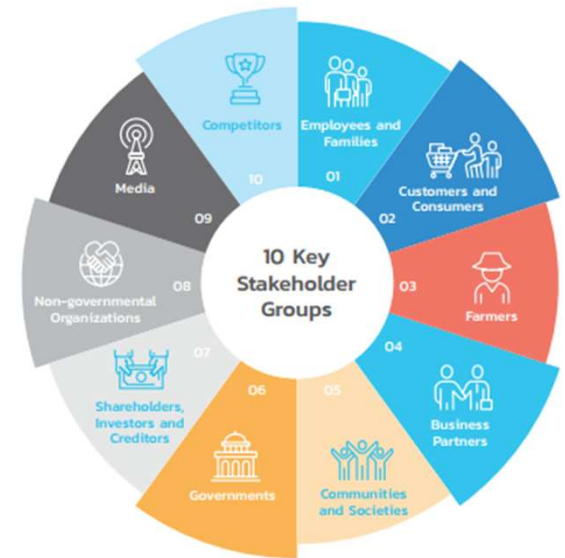 10 Key
Stakeholder
Groups
Employees and
Families
01
Customers and
Consumers
02
03
Farmers
04
Business
Partners
05
Communities
and Societies
06
Governments
07
Shareholders,
Investors and
Creditors
08
Non-governmental
Organizations
Media
09
Competitors
10